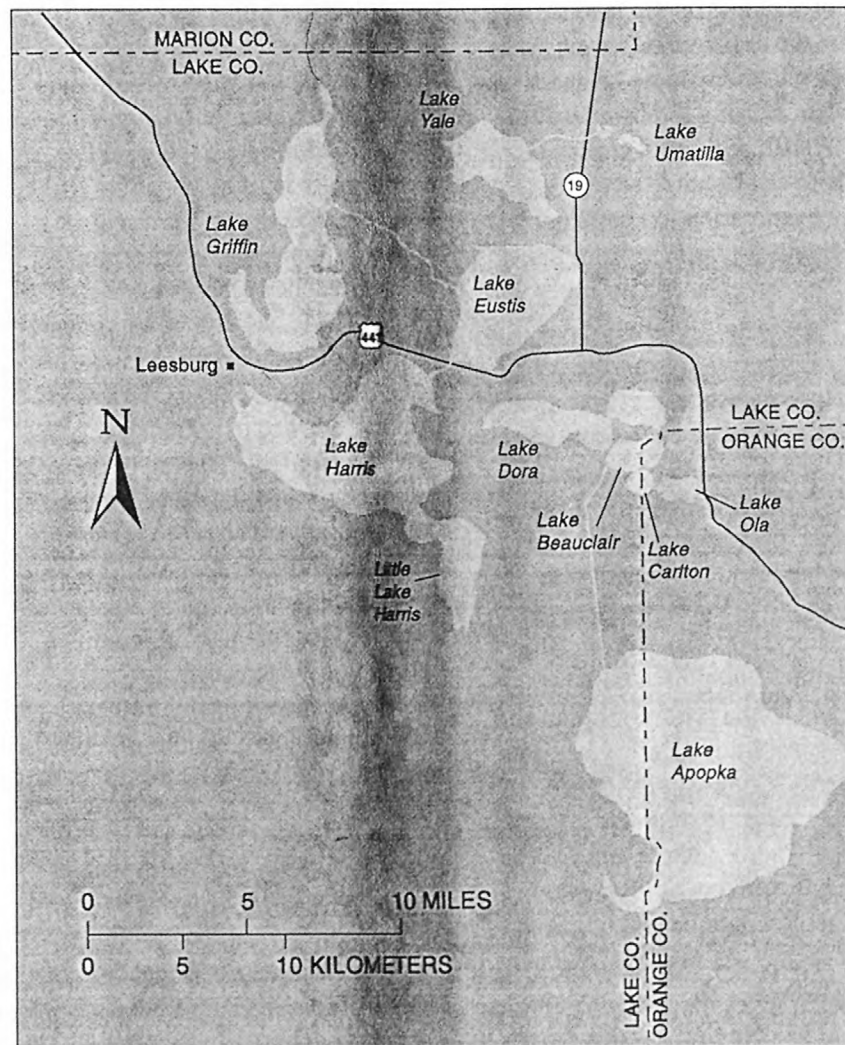 MARION CO.
LAKE CO.
Lake
Yale
Lake
Umatilla
19
Lake
Griffin
Lake
Eustis
441
Leesburg
N
LAKE CO.
ORANGE CO.
Lake
Harris
Lake
Dora
Lake
Beauclair
Lake
Ola
Lake
Carlton
Little
Lake
Harris
Lake
Apopka
0 5 10 MILES
0 5 10 KILOMETERS
LAKE CO.
ORANGE CO.